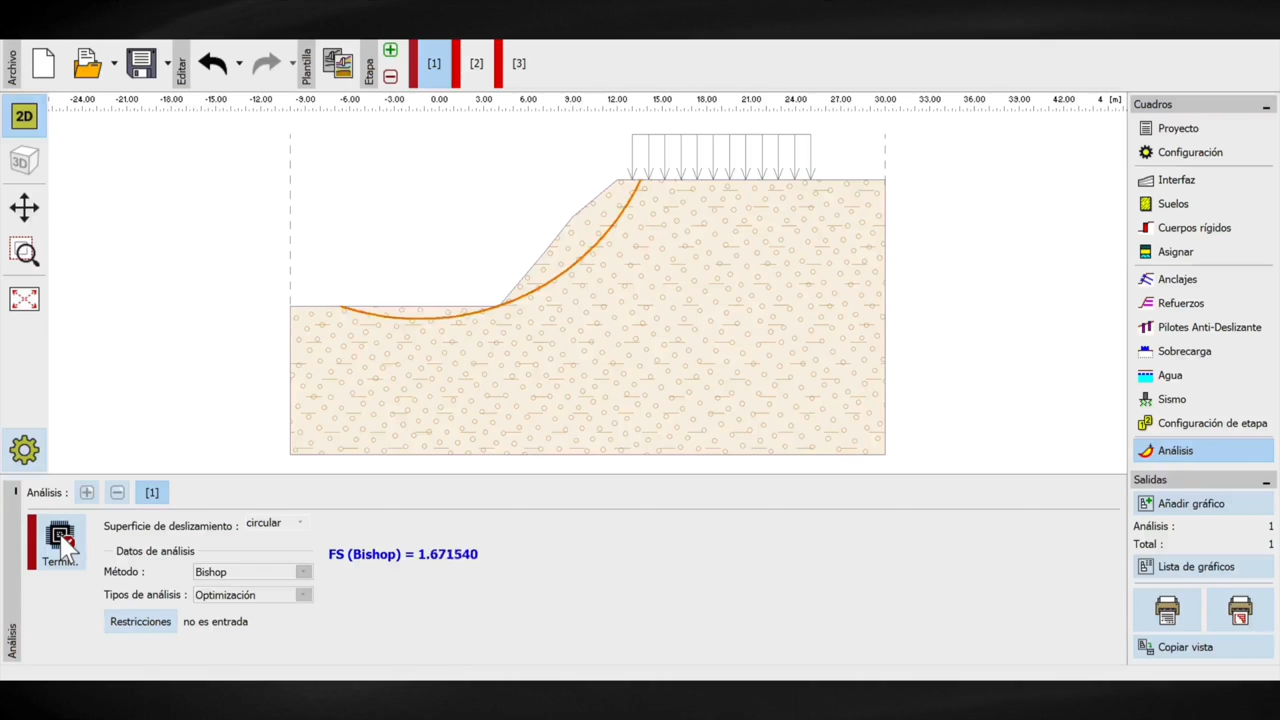 Archivo
Editar
Plantilla
Etapa
[1]
[2]
[3]
-24.00 -21.00 -18.00 -15.00 -12.00 -9.00 -6.00 -3.00 0.00 3.00 6.00 9.00 12.00 15.00 18.00 21.00 24.00 27.00 30.00 33.00 36.00 39.00 42.00 4 [m]
2D
3D
Cuadros
Proyecto
Configuración
Interfaz
Suelos
Cuerpos rígidos
Asignar
Anclajes
Refuerzos
Pilotes Anti-Deslizante
Sobrecarga
Agua
Sismo
Configuración de etapa
Análisis
Salidas
Añadir gráfico
Análisis : 1
Total : 1
Lista de gráficos
Copiar vista
Análisis : [1]
Termin.
Superficie de deslizamiento : circular
Datos de análisis
Método : Bishop
Tipos de análisis : Optimización
Restricciones no es entrada
FS (Bishop) = 1.671540
Análisis